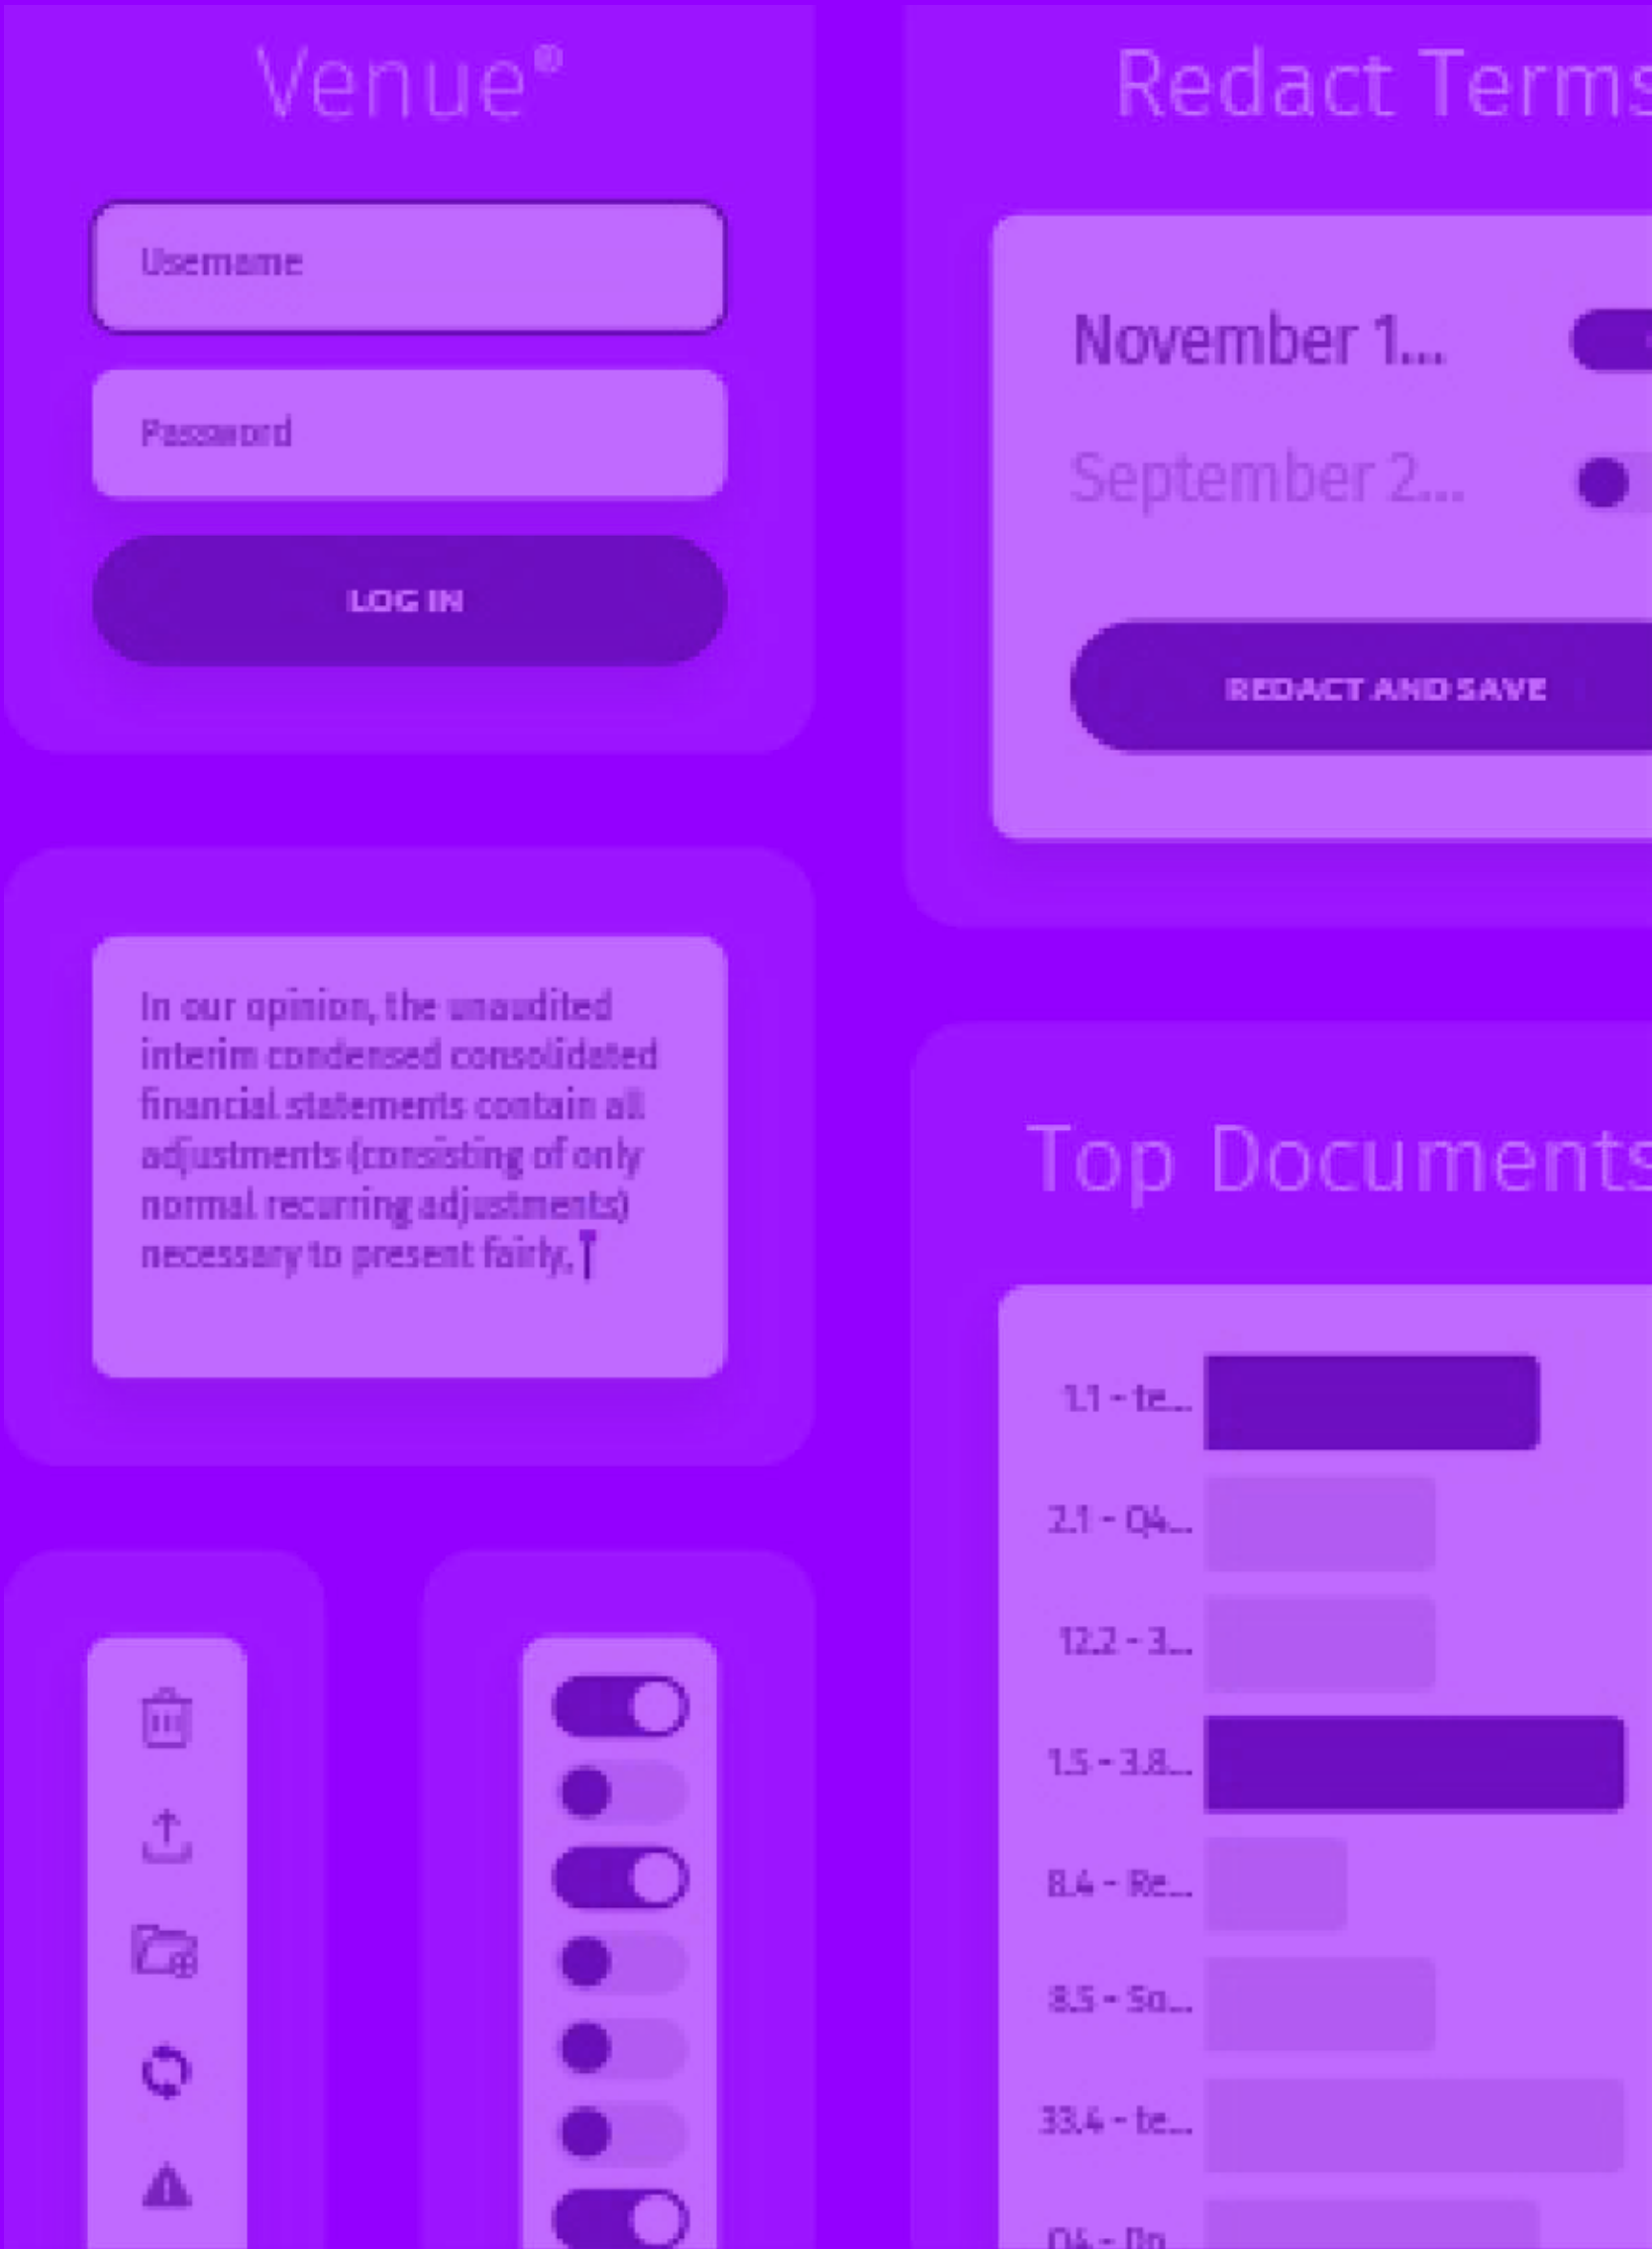 Venue®
Username
Password
LOG IN
In our opinion, the unaudited
interim condensed consolidated
financial statements contain all
adjustments (consisting of only
normal recurring adjustments)
necessary to present fairly,
Redact Terms
November 1...
September 2...
REDACT AND SAVE
Top Documents
1.1 - te...
2.1 - Q4...
12.2 - 3...
1.5 - 3.8...
8.4 - Re...
8.5 - So...
33.4 - te...